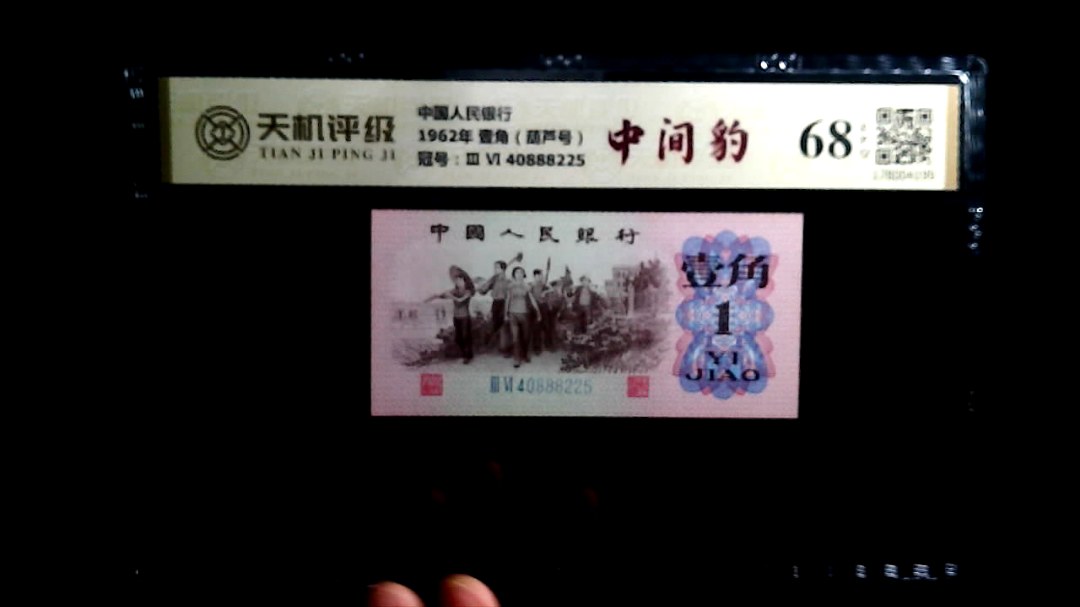 天机评级
TIAN JI PING JI
中国人民银行
1962年 壹角（葫芦号）
冠号：Ⅲ Ⅵ 40888225
中间豹
68
中國人民銀行
壹角
1
YI
JIAO
Ⅲ Ⅵ 40888225